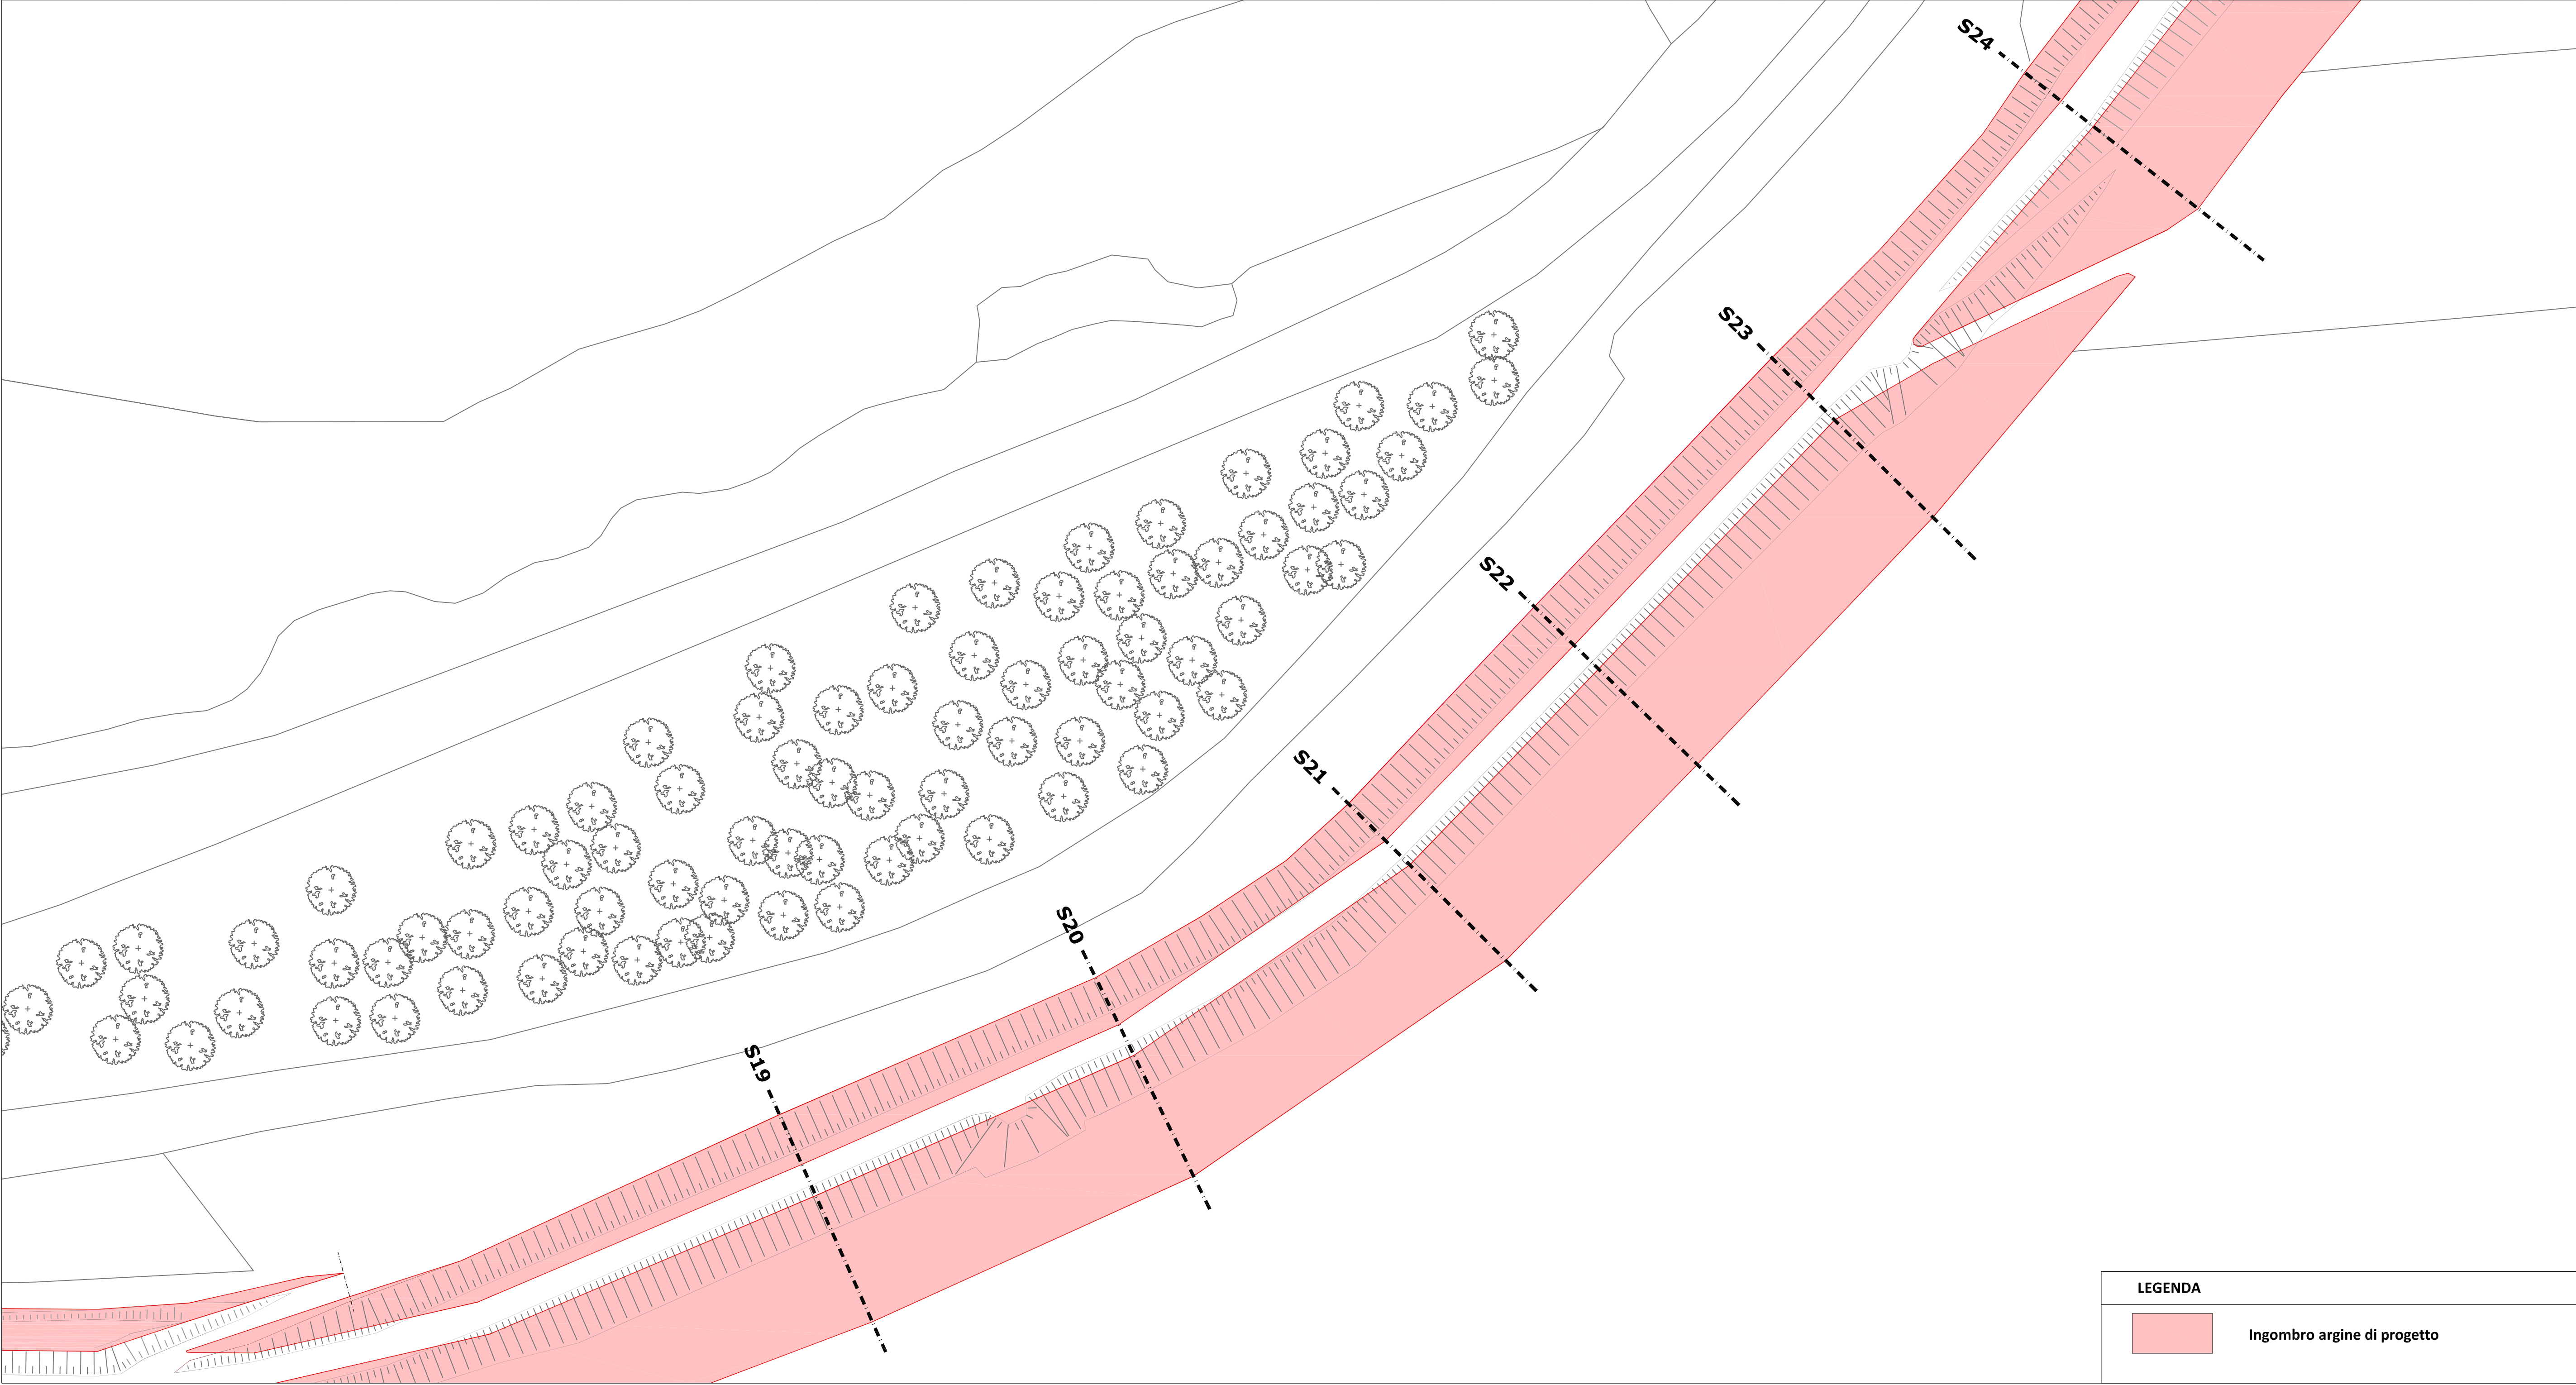 S24
S23
S22
S21
S20
S19
LEGENDA
Ingombro argine di progetto